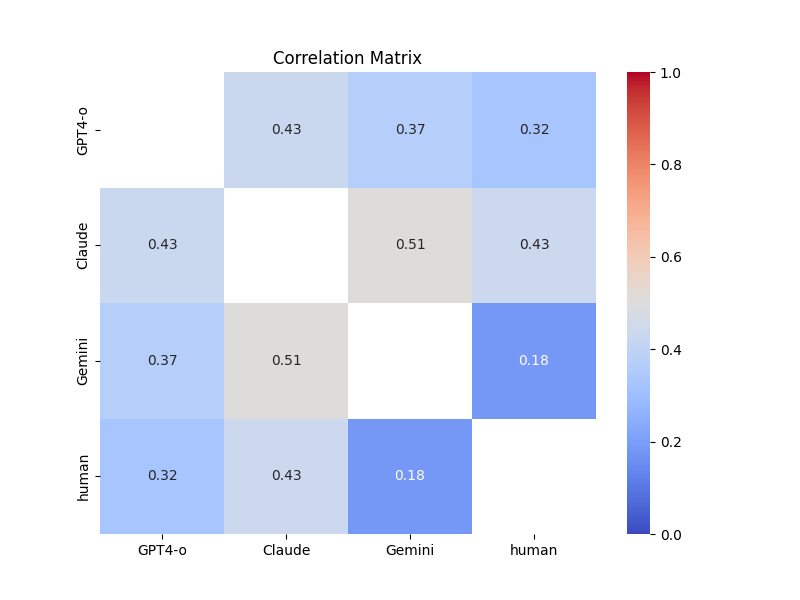 Correlation Matrix
GPT4-o 0.43 0.37 0.32
Claude 0.43 0.51 0.43
Gemini 0.37 0.51 0.18
human 0.32 0.43 0.18
GPT4-o Claude Gemini human
1.0
0.8
0.6
0.4
0.2
0.0